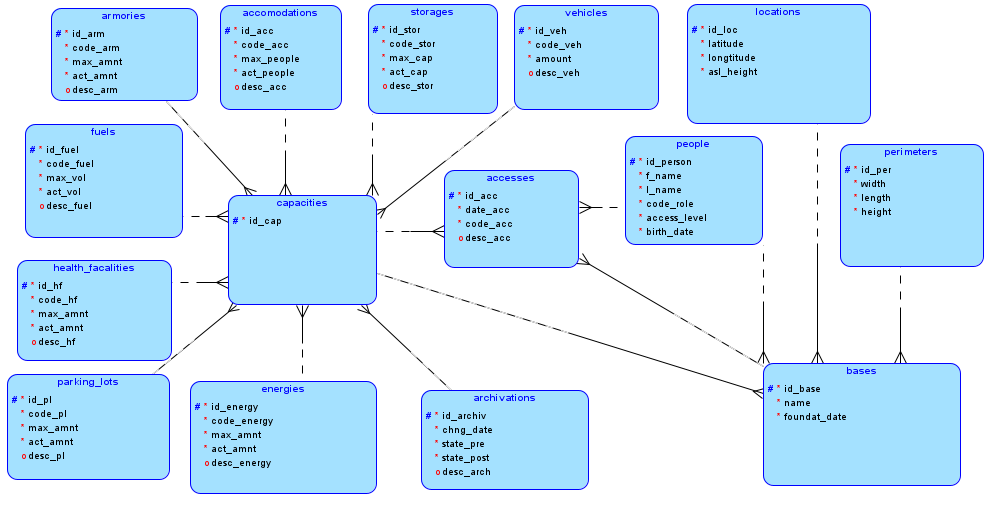 armories
# * id_arm
* code_arm
* max_amnt
* act_amnt
o desc_arm
accomodations
# * id_acc
* code_acc
* max_people
* act_people
o desc_acc
storages
# * id_stor
* code_stor
* max_cap
* act_cap
o desc_stor
vehicles
# * id_veh
* code_veh
* amount
o desc_veh
locations
# * id_loc
* latitude
* longtitude
* asl_height
fuels
# * id_fuel
* code_fuel
* max_vol
* act_vol
o desc_fuel
people
# * id_person
* f_name
* l_name
* code_role
* access_level
* birth_date
perimeters
# * id_per
* width
* length
* height
accesses
# * id_acc
* date_acc
* code_acc
o desc_acc
capacities
# * id_cap
health_facalities
# * id_hf
* code_hf
* max_amnt
* act_amnt
o desc_hf
parking_lots
# * id_pl
* code_pl
* max_amnt
* act_amnt
o desc_pl
energies
# * id_energy
* code_energy
* max_amnt
* act_amnt
o desc_energy
archivations
# * id_archiv
* chng_date
* state_pre
* state_post
o desc_arch
bases
# * id_base
* name
* foundat_date